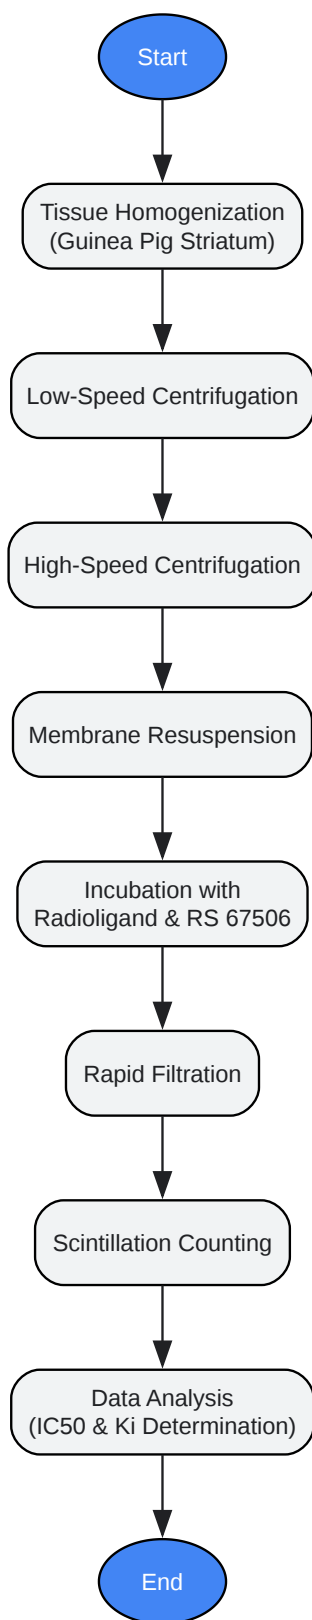 Start
Tissue Homogenization
(Guinea Pig Striatum)
Low-Speed Centrifugation
High-Speed Centrifugation
Membrane Resuspension
Incubation with
Radioligand & RS 67506
Rapid Filtration
Scintillation Counting
Data Analysis
(IC50 & Ki Determination)
End